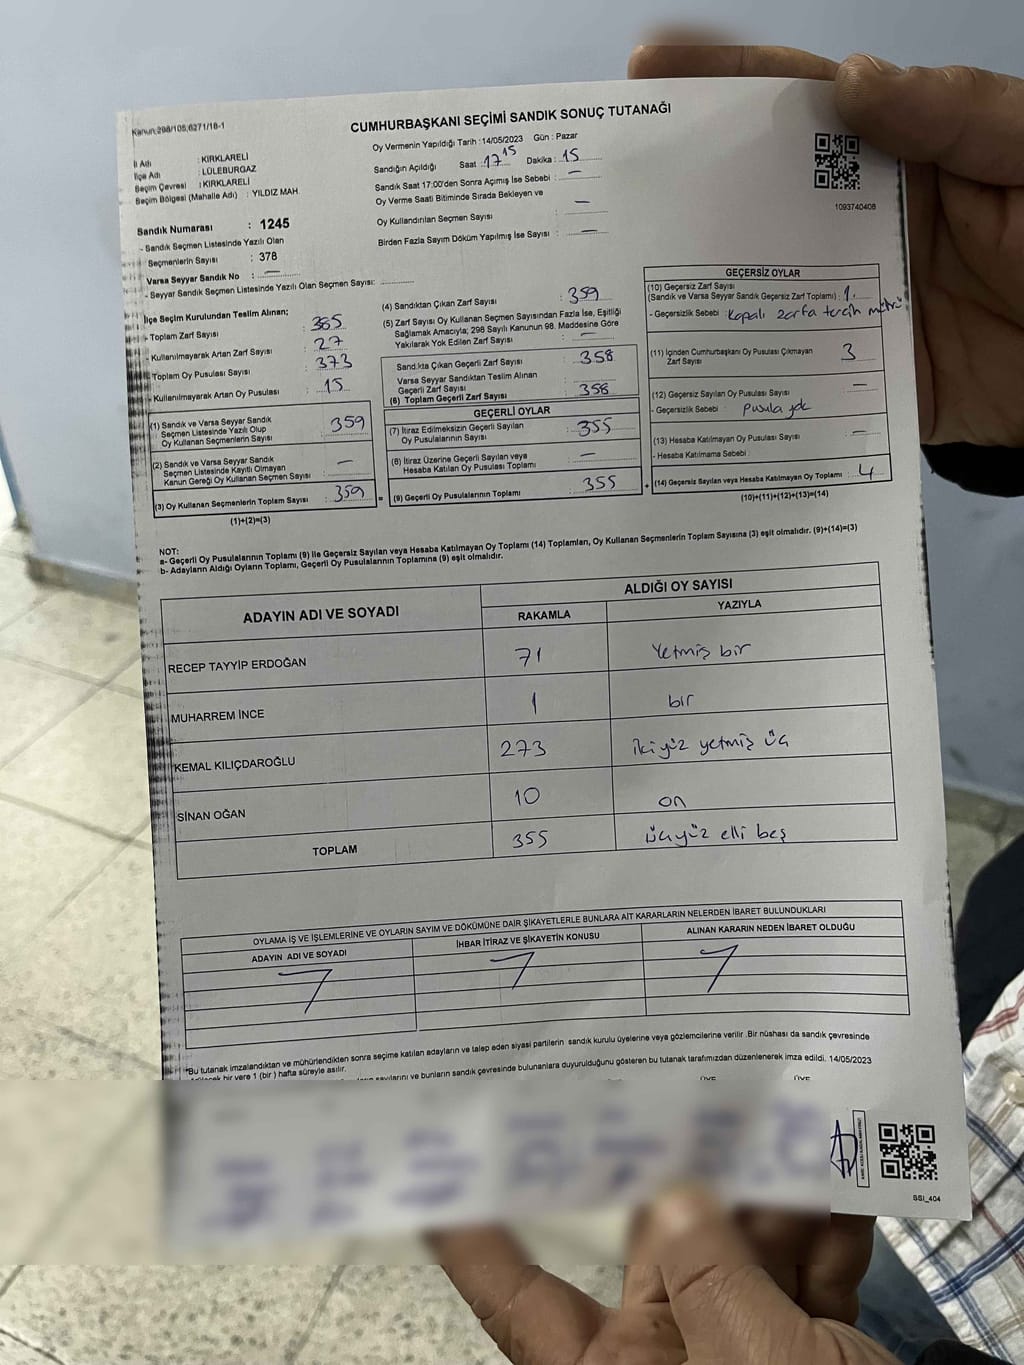 Kanun:298/105,6271/18-1
CUMHURBAŞKANI SEÇİMİ SANDIK SONUÇ TUTANAĞI
Oy Vermenin Yapıldığı Tarih : 14/05/2023 Gün : Pazar
İl Adı : KIRKLARELİ
İlçe Adı : LÜLEBURGAZ
Seçim Çevresi : KIRKLARELİ
Seçim Bölgesi (Mahalle Adı) : YILDIZ MAH.
Sandığın Açıldığı Saat : 17 15 Dakika : 15
Sandık Saat 17:00'den Sonra Açımış İse Sebebi : —
Oy Verme Saati Bitiminde Sırada Bekleyen ve
Oy Kullandırılan Seçmen Sayısı : —
Birden Fazla Sayım Döküm Yapılmış İse Sayısı : —
1093740408
Sandık Numarası : 1245
- Sandık Seçmen Listesinde Yazılı Olan
Seçmenlerin Sayısı : 378
Varsa Seyyar Sandık No : —
- Seyyar Sandık Seçmen Listesinde Yazılı Olan Seçmen Sayısı:
İlçe Seçim Kurulundan Teslim Alınan;
- Toplam Zarf Sayısı : 385
- Kullanılmayarak Artan Zarf Sayısı : 27
- Toplam Oy Pusulası Sayısı : 373
- Kullanılmayarak Artan Oy Pusulası : 15
(1) Sandık ve Varsa Seyyar Sandık
Seçmen Listesinde Yazılı Olup
Oy Kullanan Seçmenlerin Sayısı : 359
(2) Sandık ve Varsa Seyyar Sandık
Seçmen Listesinde Kayıtlı Olmayan
Kanun Gereği Oy Kullanan Seçmen Sayısı : —
(3) Oy Kullanan Seçmenlerin Toplam Sayısı : 359 =
(1)+(2)=(3)
(4) Sandıktan Çıkan Zarf Sayısı : 359
(5) Zarf Sayısı Oy Kullanan Seçmen Sayısından Fazla İse, Eşitliği
Sağlamak Amacıyla; 298 Sayılı Kanunun 98. Maddesine Göre
Yakılarak Yok Edilen Zarf Sayısı : —
Sandıkta Çıkan Geçerli Zarf Sayısı : 358
Varsa Seyyar Sandıktan Teslim Alınan
Geçerli Zarf Sayısı
(6) Toplam Geçerli Zarf Sayısı : 358
GEÇERLİ OYLAR
(7) İtiraz Edilmeksizin Geçerli Sayılan
Oy Pusulalarının Sayısı : 355
(8) İtiraz Üzerine Geçerli Sayılan veya
Hesaba Katılan Oy Pusulası Toplamı : —
(9) Geçerli Oy Pusulalarının Toplamı : 355 +
GEÇERSİZ OYLAR
(10) Geçersiz Zarf Sayısı
(Sandık ve Varsa Seyyar Sandık Geçersiz Zarf Toplamı) : 1
- Geçersizlik Sebebi : Kapalı zarfa tercih mührü
(11) İçinden Cumhurbaşkanı Oy Pusulası Çıkmayan
Zarf Sayısı : 3
(12) Geçersiz Sayılan Oy Pusulası Sayısı : —
- Geçersizlik Sebebi : pusula yok
(13) Hesaba Katılmayan Oy Pusulası Sayısı : —
- Hesaba Katılmama Sebebi :
(14) Geçersiz Sayılan veya Hesaba Katılmayan Oy Toplamı : 4
(10)+(11)+(12)+(13)=(14)
NOT:
a- Geçerli Oy Pusulalarının Toplamı (9) İle Geçersiz Sayılan veya Hesaba Katılmayan Oy Toplamı (14) Toplamları, Oy Kullanan Seçmenlerin Toplam Sayısına (3) eşit olmalıdır. (9)+(14)=(3)
b- Adayların Aldığı Oyların Toplamı, Geçerli Oy Pusulalarının Toplamına (9) eşit olmalıdır.
ADAYIN ADI VE SOYADI ALDIĞI OY SAYISI
RAKAMLA YAZIYLA
RECEP TAYYİP ERDOĞAN 71 Yetmiş bir
MUHARREM İNCE 1 bir
KEMAL KILIÇDAROĞLU 273 ikiyüz yetmiş üç
SİNAN OĞAN 10 on
TOPLAM 355 üçyüz elli beş
OYLAMA İŞ VE İŞLEMLERİNE VE OYLARIN SAYIM VE DÖKÜMÜNE DAİR ŞİKAYETLERLE BUNLARA AİT KARARLARIN NELERDEN İBARET BULUNDUKLARI
ADAYIN ADI VE SOYADI İHBAR İTİRAZ VE ŞİKAYETİN KONUSU ALINAN KARARIN NEDEN İBARET OLDUĞU
*Bu tutanak imzalandıktan ve mühürlendikten sonra seçime katılan adayların ve talep eden siyasi partilerin sandık kurulu üyelerine veya gözlemcilerine verilir .Bir nüshası da sandık çevresinde
bir yere 1 (bir ) hafta süreyle asılır.
sayılarını ve bunların sandık çevresinde bulunanlara duyurulduğunu gösteren bu tutanak tarafımızdan düzenlenerek imza edildi. 14/05/2023
ÜYE ÜYE
SSI_404